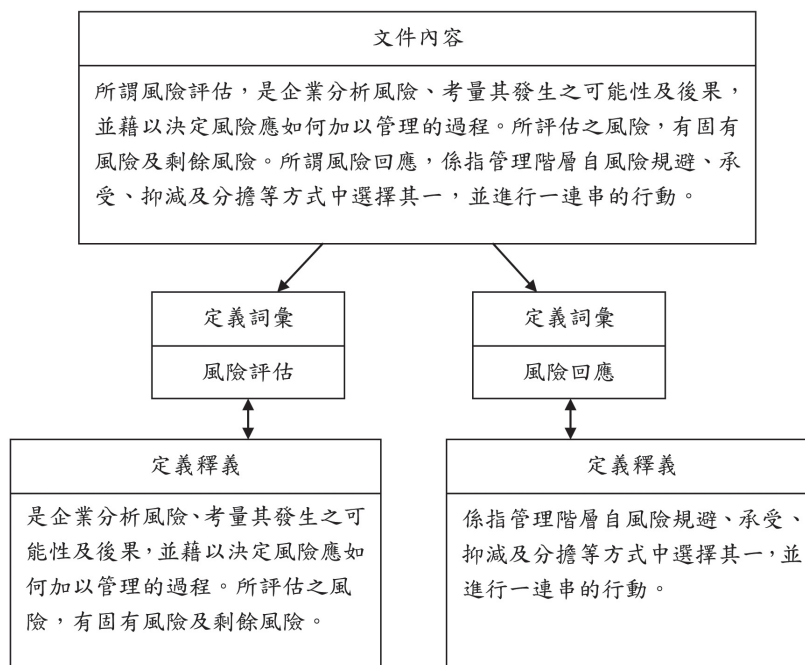 文件內容
所謂風險評估，是企業分析風險、考量其發生之可能性及後果，
並藉以決定風險應如何加以管理的過程。所評估之風險，有固有
風險及剩餘風險。所謂風險回應，係指管理階層自風險規避、承
受、抑減及分擔等方式中選擇其一，並進行一連串的行動。
定義詞彙
風險評估
定義詞彙
風險回應
定義釋義
是企業分析風險、考量其發生之可
能性及後果，並藉以決定風險應如
何加以管理的過程。所評估之風
險，有固有風險及剩餘風險。
定義釋義
係指管理階層自風險規避、承受、
抑減及分擔等方式中選擇其一，並
進行一連串的行動。